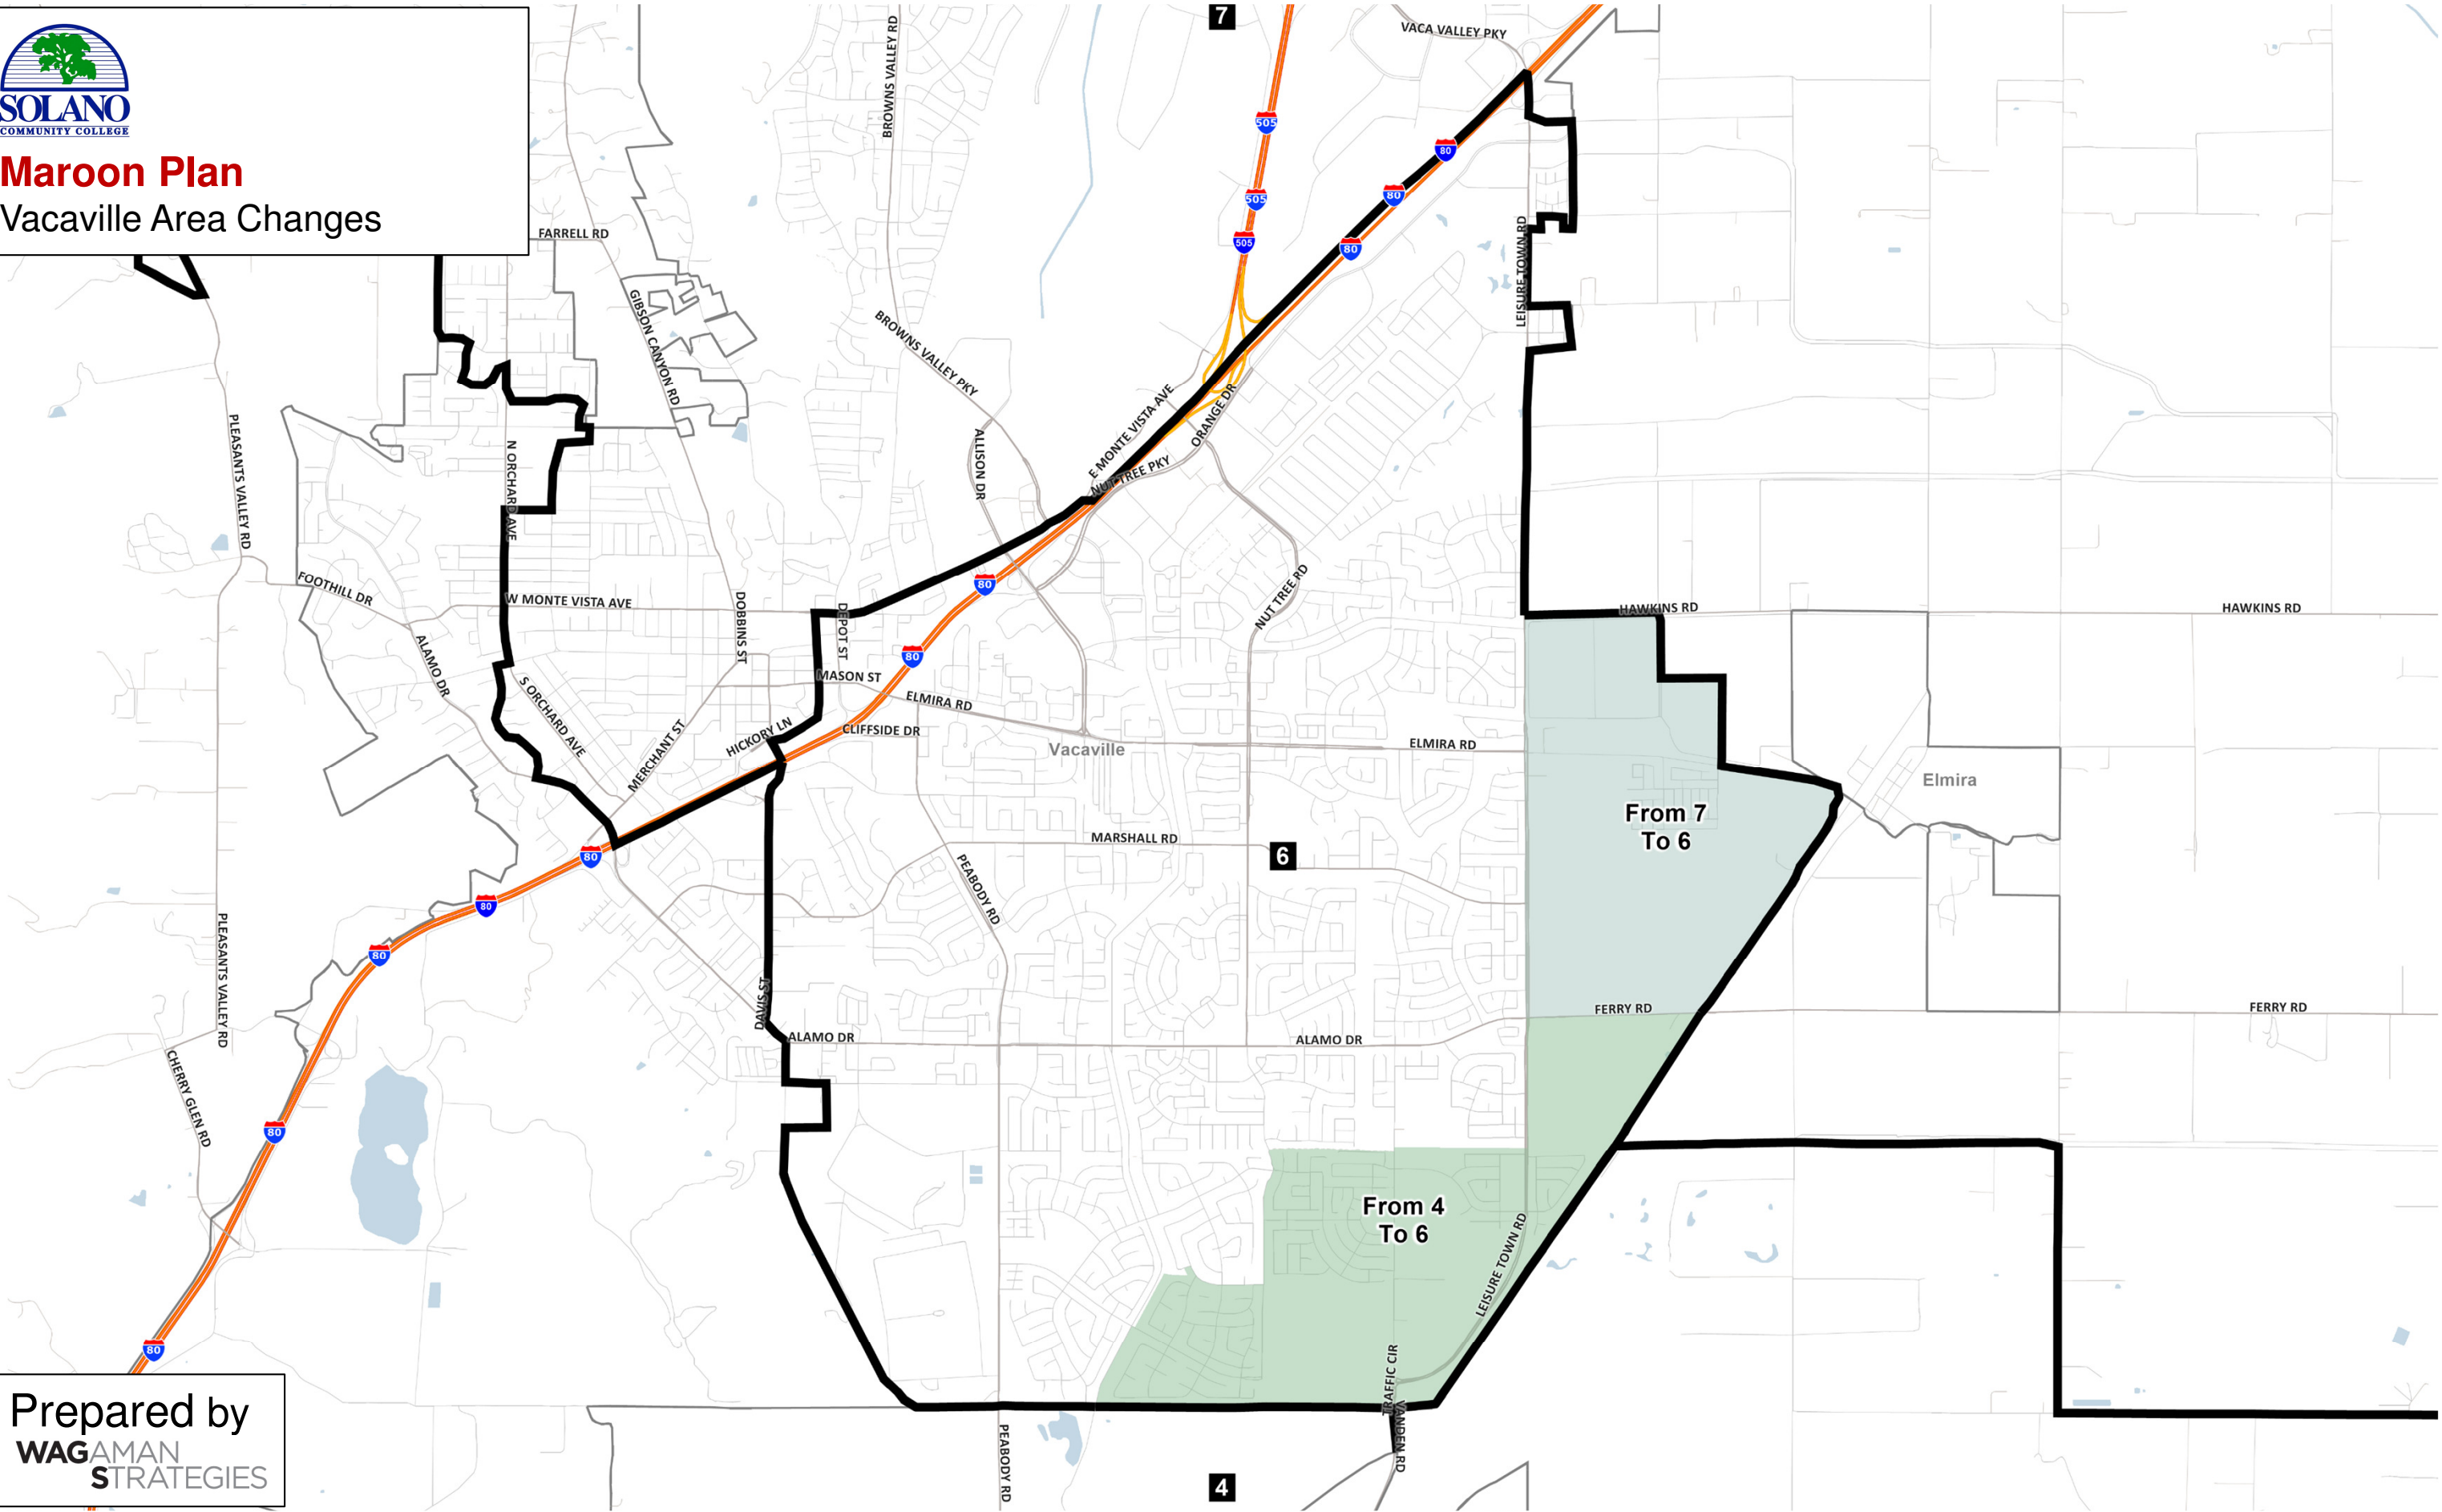 SOLANO
COMMUNITY COLLEGE
Maroon Plan
Vacaville Area Changes
7
VACA VALLEY PKY
BROWNS VALLEY RD
505
80
505
80
505
80
FARRELL RD
LEISURE TOWN RD
GIBSON CANYON RD
BROWNS VALLEY PKY
E MONTE VISTA AVE
ORANGE DR
NUT TREE PKY
ALLISON DR
PLEASANTS VALLEY RD
N ORCHARD AVE
FOOTHILL DR
W MONTE VISTA AVE
DOBBINS ST
DEPOT ST
80
NUT TREE RD
HAWKINS RD
HAWKINS RD
ALAMO DR
80
MASON ST
S ORCHARD AVE
ELMIRA RD
MERCHANT ST
HICKORY LN
CLIFFSIDE DR
Vacaville
ELMIRA RD
Elmira
From 7
To 6
MARSHALL RD
6
80
PEABODY RD
80
PLEASANTS VALLEY RD
80
DAVIS ST
FERRY RD
FERRY RD
ALAMO DR
ALAMO DR
CHERRY GLEN RD
80
From 4
To 6
LEISURE TOWN RD
80
TRAFFIC CIR
VANDEN RD
PEABODY RD
4
Prepared by
WAGAMAN
STRATEGIES